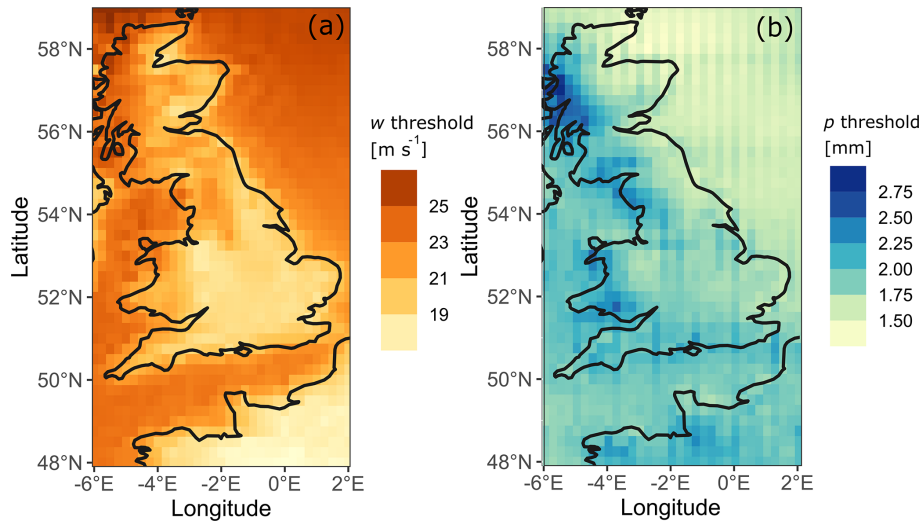 (a)
58°N
56°N
54°N
52°N
50°N
48°N
Latitude
-6°E -4°E -2°E 0°E 2°E
Longitude
w threshold
[m s⁻¹]
25
23
21
19
(b)
58°N
56°N
54°N
52°N
50°N
48°N
Latitude
-6°E -4°E -2°E 0°E 2°E
Longitude
p threshold
[mm]
2.75
2.50
2.25
2.00
1.75
1.50